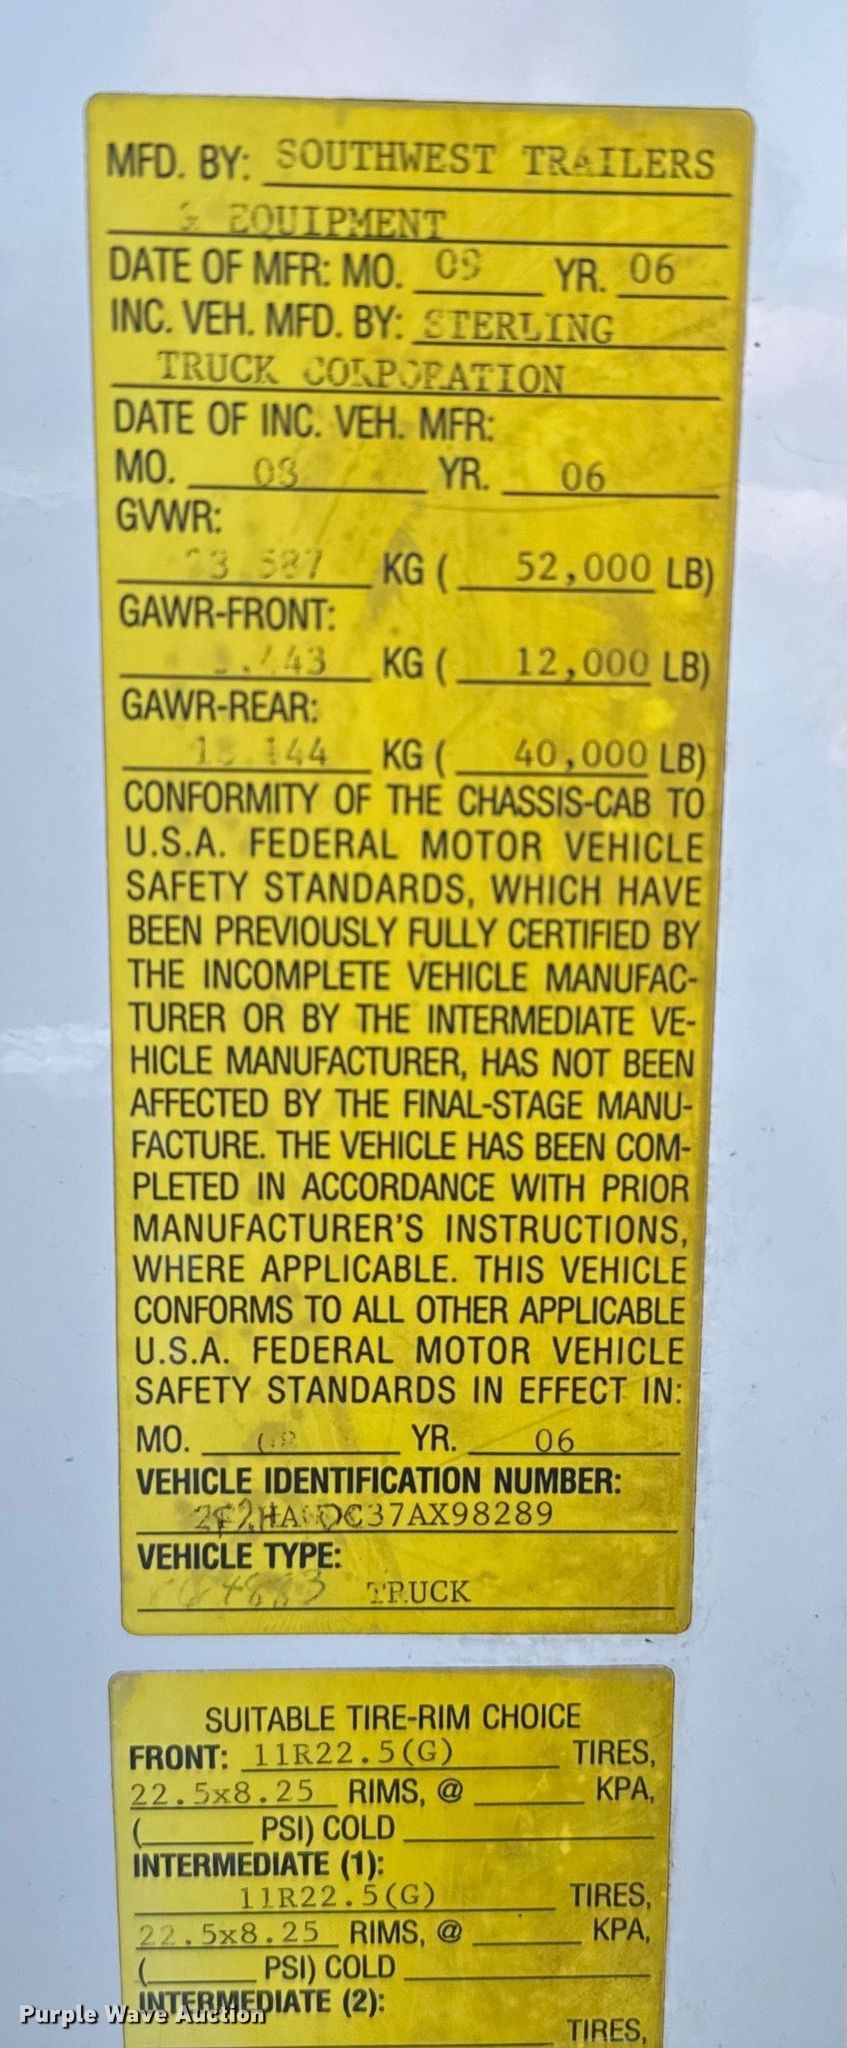 MFD. BY: SOUTHWEST TRAILERS
& EQUIPMENT
DATE OF MFR: MO. 09 YR. 06
INC. VEH. MFD. BY: STERLING
TRUCK CORPORATION
DATE OF INC. VEH. MFR:
MO. 08 YR. 06
GVWR:
23 587 KG ( 52,000 LB)
GAWR-FRONT:
KG ( 12,000 LB)
GAWR-REAR:
KG ( 40,000 LB)
CONFORMITY OF THE CHASSIS-CAB TO
U.S.A. FEDERAL MOTOR VEHICLE
SAFETY STANDARDS, WHICH HAVE
BEEN PREVIOUSLY FULLY CERTIFIED BY
THE INCOMPLETE VEHICLE MANUFAC-
TURER OR BY THE INTERMEDIATE VE-
HICLE MANUFACTURER, HAS NOT BEEN
AFFECTED BY THE FINAL-STAGE MANU-
FACTURE. THE VEHICLE HAS BEEN COM-
PLETED IN ACCORDANCE WITH PRIOR
MANUFACTURER'S INSTRUCTIONS,
WHERE APPLICABLE. THIS VEHICLE
CONFORMS TO ALL OTHER APPLICABLE
U.S.A. FEDERAL MOTOR VEHICLE
SAFETY STANDARDS IN EFFECT IN:
MO. YR. 06
VEHICLE IDENTIFICATION NUMBER:
VEHICLE TYPE:
TRUCK
SUITABLE TIRE-RIM CHOICE
FRONT: 11R22.5(G) TIRES,
22.5x8.25 RIMS, @ KPA,
( PSI) COLD
INTERMEDIATE (1):
11R22.5(G) TIRES,
22.5x8.25 RIMS, @ KPA,
( PSI) COLD
INTERMEDIATE (2):
TIRES,
Purple Wave Auction